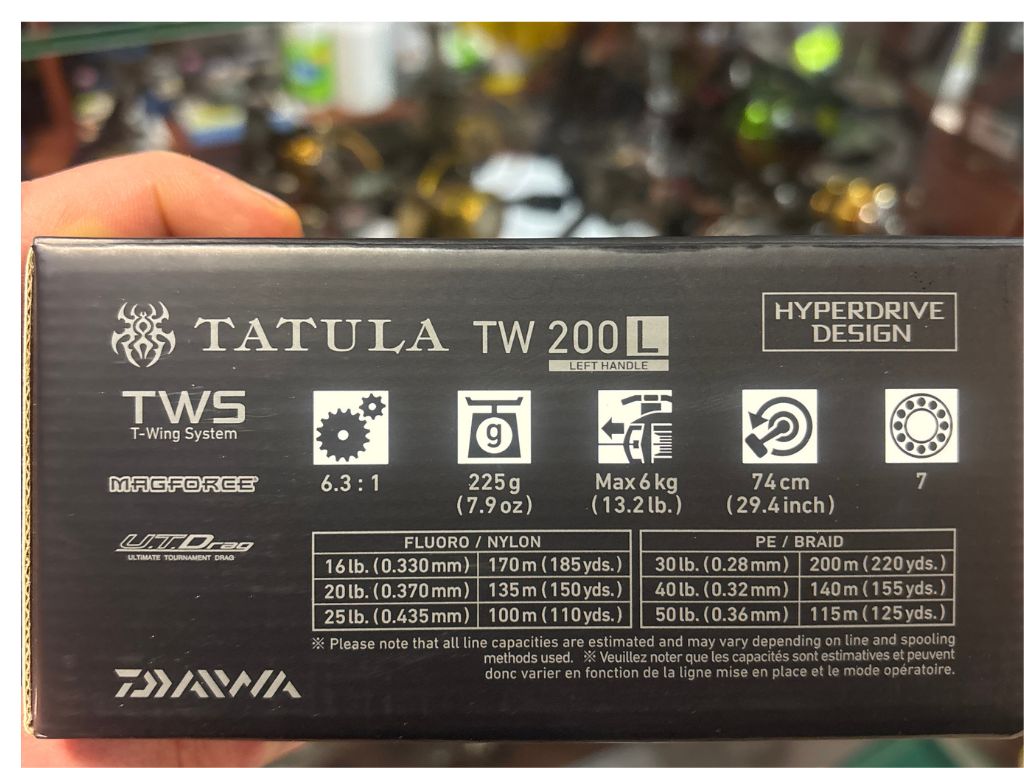 TATULA TW 200 L
LEFT HANDLE
HYPERDRIVE
DESIGN
TWS
T-Wing System
MAGFORCE
UTDrag
ULTIMATE TOURNAMENT DRAG
g
6.3 : 1
225g
(7.9oz)
Max6kg
(13.2lb.)
74cm
(29.4inch)
7
FLUORO / NYLON
16lb. (0.330mm) 170m (185yds.)
20lb. (0.370mm) 135m (150yds.)
25lb. (0.435mm) 100m (110yds.)
PE / BRAID
30lb. (0.28mm) 200m (220yds.)
40lb. (0.32mm) 140m (155yds.)
50lb. (0.36mm) 115m (125yds.)
※ Please note that all line capacities are estimated and may vary depending on line and spooling
methods used. ※ Veuillez noter que les capacités sont estimatives et peuvent
donc varier en fonction de la ligne mise en place et le mode opératoire.
DAIWA